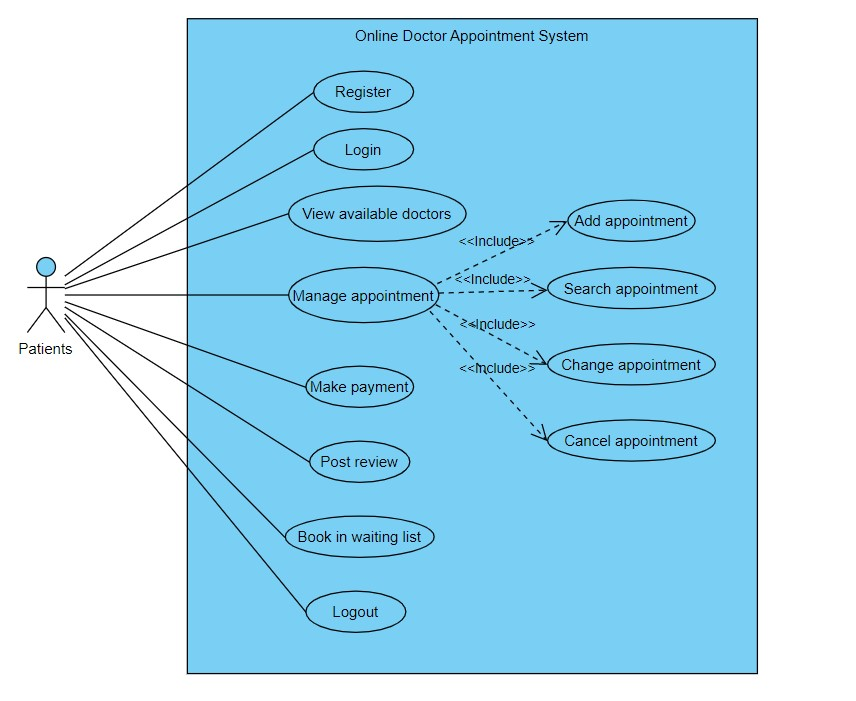 Online Doctor Appointment System
Register
Login
View available doctors
<<Include>>
Add appointment
<<Include>>
Search appointment
Manage appointment
<<Include>>
Patients
Change appointment
<<Include>>
Make payment
Cancel appointment
Post review
Book in waiting list
Logout